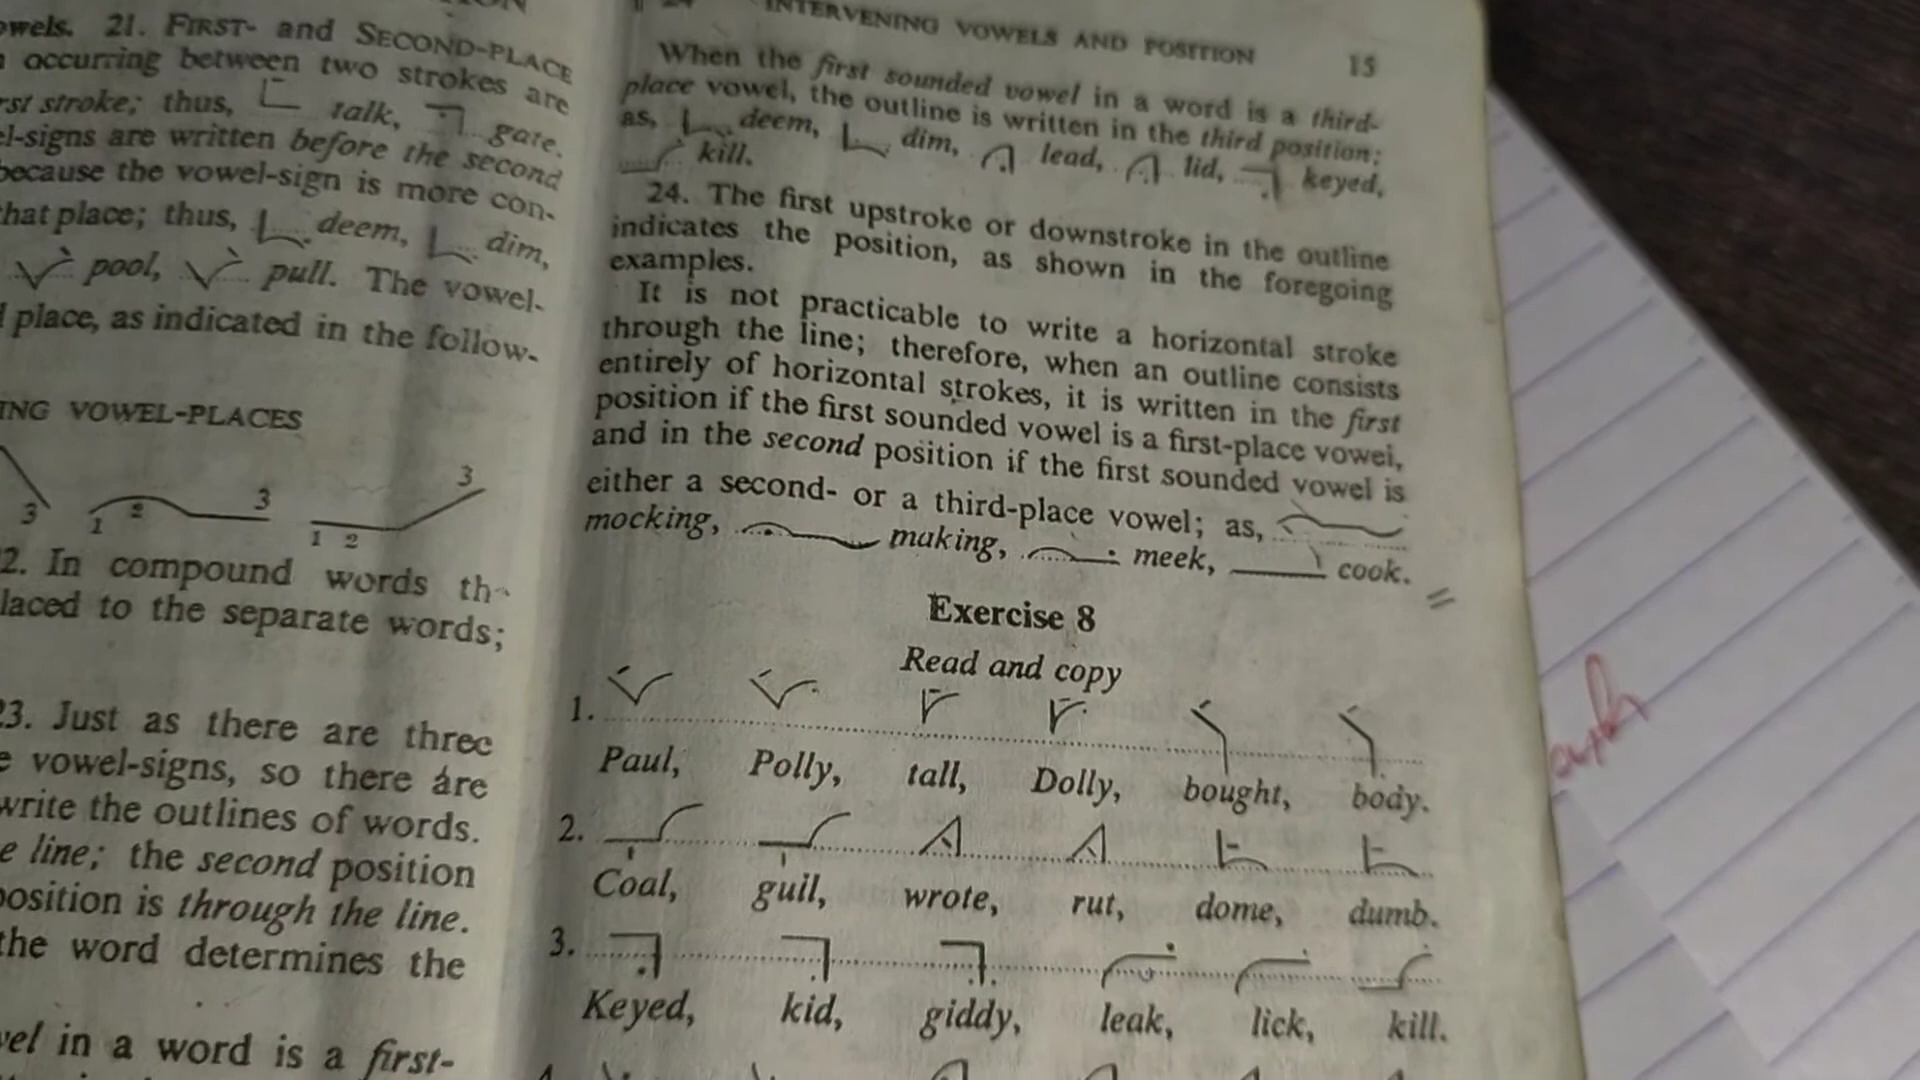 21. FIRST- and SECOND-PLACE
occurring between two strokes are
stroke; thus, talk, gate.
-signs are written before the second
because the vowel-sign is more con-
that place; thus, deem, dim,
pool, pull. The vowel-
place, as indicated in the follow-
VOWEL-PLACES
3 1 2 3 1 2 3
2. In compound words
to the separate words;
23. Just as there are three
vowel-signs, so there are
write the outlines of words.
line; the second position
position is through the line.
the word determines the
in a word is a first-
INTERVENING VOWELS AND POSITION 15
When the first sounded vowel in a word is a third-
place vowel, the outline is written in the third position;
as, deem, dim, lead, lid, keyed,
kill.
24. The first upstroke or downstroke in the outline
indicates the position, as shown in the foregoing
examples.
It is not practicable to write a horizontal stroke
through the line; therefore, when an outline consists
entirely of horizontal strokes, it is written in the first
position if the first sounded vowel is a first-place vowel,
and in the second position if the first sounded vowel is
either a second- or a third-place vowel; as,
mocking, making, meek, cook.
Exercise 8
Read and copy
1.
Paul, Polly, tall, Dolly, bought, body.
2.
Coal, gull, wrote, rut, dome, dumb.
3.
Keyed, kid, giddy, leak, lick, kill.